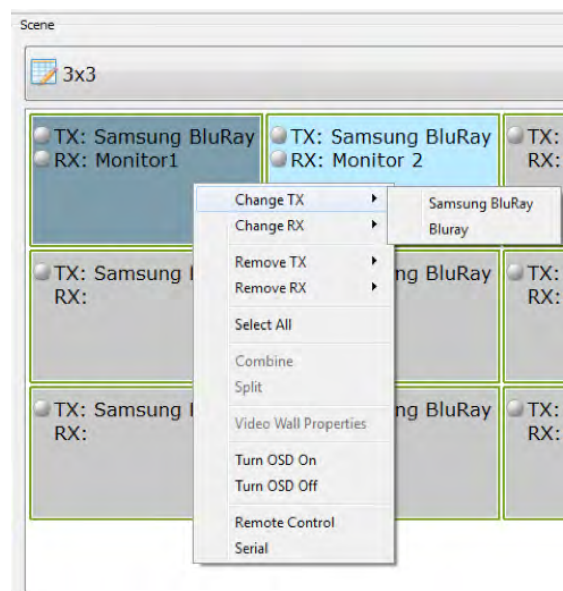 Scene
3x3
TX: Samsung BluRay
RX: Monitor1
TX: Samsung BluRay
RX: Monitor 2
TX:
RX:
Change TX
Samsung BluRay
Change RX
Bluray
Remove TX
Remove RX
Select All
Combine
Split
Video Wall Properties
Turn OSD On
Turn OSD Off
Remote Control
Serial
TX: Samsung
RX:
ng BluRay
TX:
RX:
TX: Samsung
RX:
ng BluRay
TX:
RX: